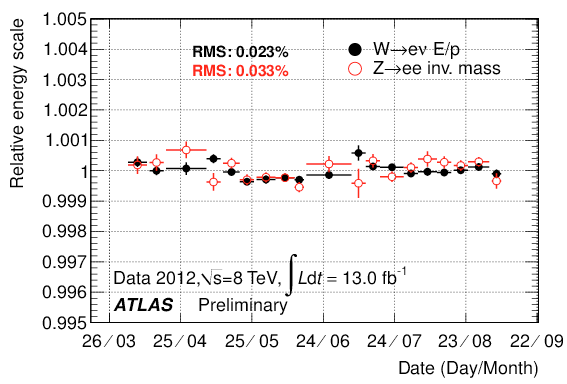 Relative energy scale
1.005
1.004
1.003
1.002
1.001
1
0.999
0.998
0.997
0.996
0.995
RMS: 0.023%
RMS: 0.033%
W→eν E/p
Z→ee inv. mass
Data 2012,√s=8 TeV, ∫Ldt = 13.0 fb⁻¹
ATLAS Preliminary
26/03 25/04 25/05 24/06 24/07 23/08 22/09
Date (Day/Month)